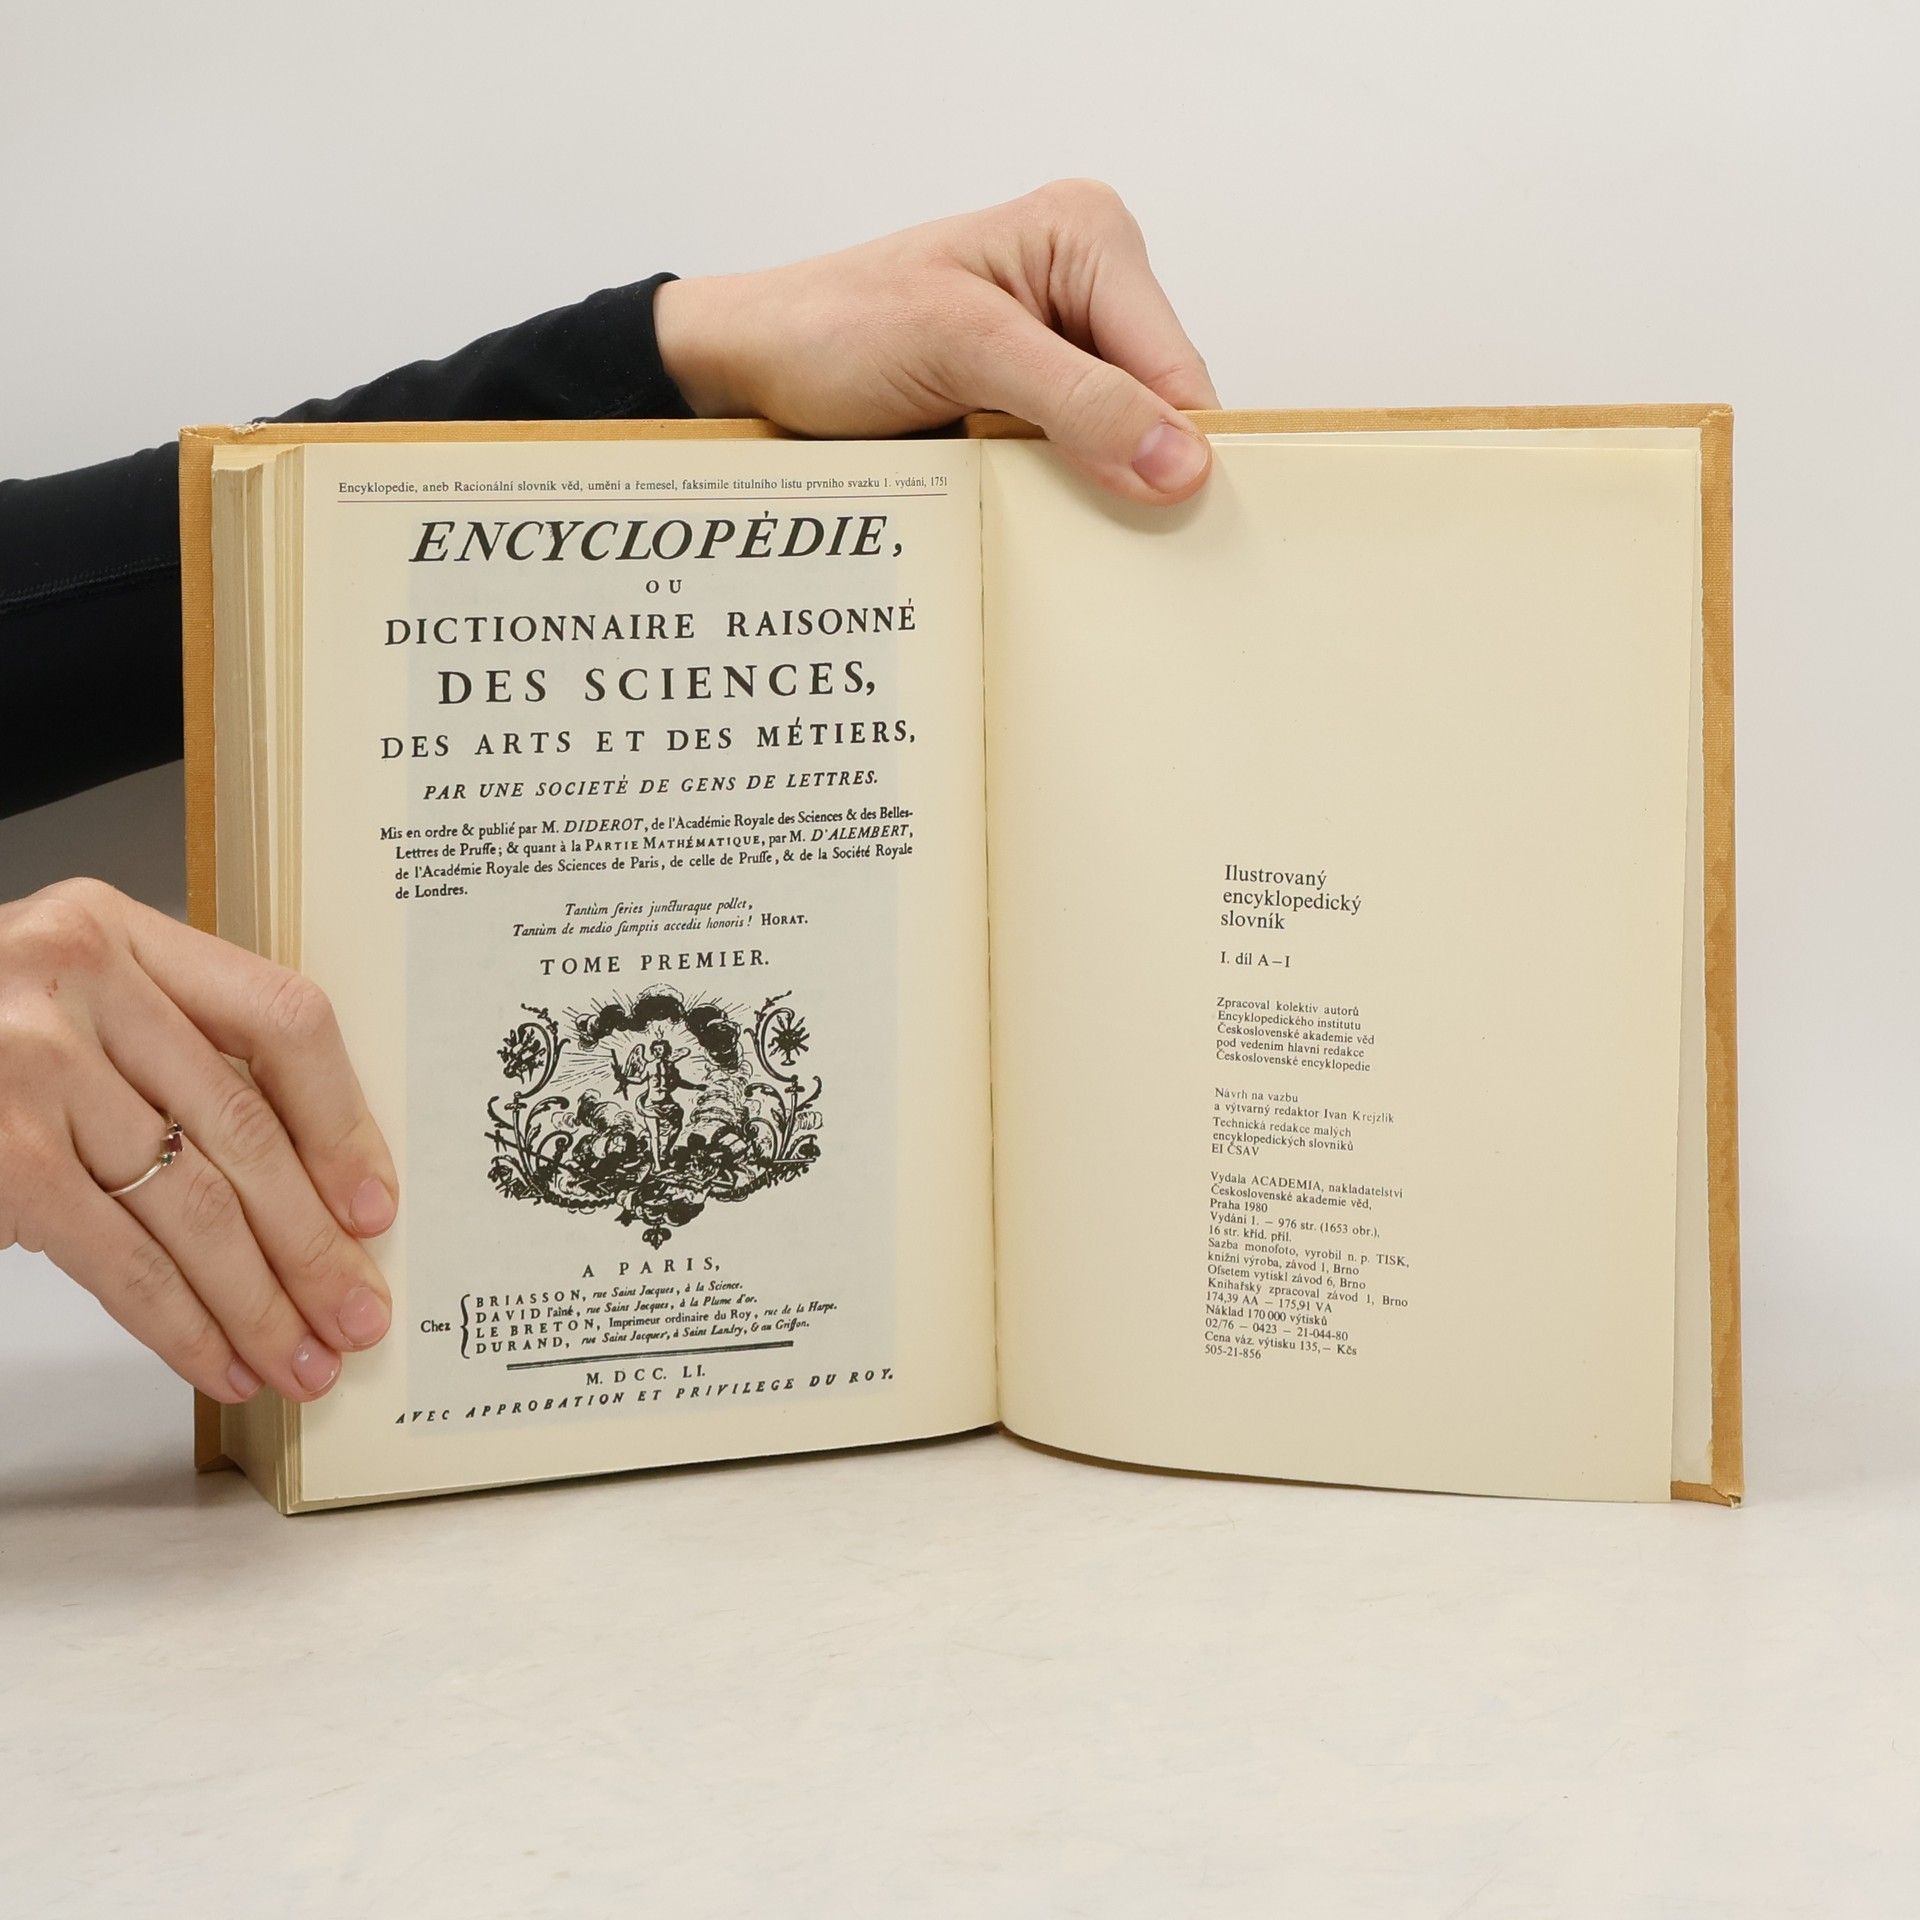 Encyklopedie, aneb Racionální slovník věd, umění a řemesel, faksimile titulního listu prvního svazku 1. vydání, 1751
ENCYCLOPÉDIE,
OU
DICTIONNAIRE RAISONNÉ
DES SCIENCES,
DES ARTS ET DES MÉTIERS,
PAR UNE SOCIETÉ DE GENS DE LETTRES.
Mis en ordre & publié par M. DIDEROT, de l'Académie Royale des Sciences & des Belles-
Lettres de Prusse; & quant à la PARTIE MATHÉMATIQUE, par M. D'ALEMBERT,
de l'Académie Royale des Sciences de Paris, de celle de Prusse, & de la Société Royale
de Londres.
Tantùm series juncturaque pollet,
Tantùm de medio sumptis accedit honoris! HORAT.
TOME PREMIER.
A PARIS,
Chez
BRIASSON, rue Saint Jacques, à la Science.
DAVID l'aîné, rue Saint Jacques, à la Plume d'or.
LE BRETON, Imprimeur ordinaire du Roy, rue de la Harpe.
DURAND, rue Saint Jacques, à Saint Landry, & au Griffon.
M. DCC. LI.
AVEC APPROBATION ET PRIVILEGE DU ROY.
Ilustrovaný
encyklopedický
slovník
I. díl A–I
Zpracoval kolektiv autorů
Encyklopedického institutu
Československé akademie věd
pod vedením hlavní redakce
Československé encyklopedie
Návrh na vazbu
a výtvarný redaktor Ivan Krejzlík
Technická redakce malých
encyklopedických slovníků
EI ČSAV
Vydala ACADEMIA, nakladatelství
Československé akademie věd,
Praha 1980
Vydání 1. – 976 str. (1653 obr.),
16 str. kříd. příl.
Sazba monofoto, vyrobil n. p. TISK,
knižní výroba, závod 1, Brno
Ofsetem vytiskl závod 6, Brno
Knihařsky zpracoval závod 1, Brno
174,39 AA – 175,91 VA
Náklad 170 000 výtisků
02/76 – 0423 – 21-044-80
Cena váz. výtisku 135,– Kčs
505-21-856